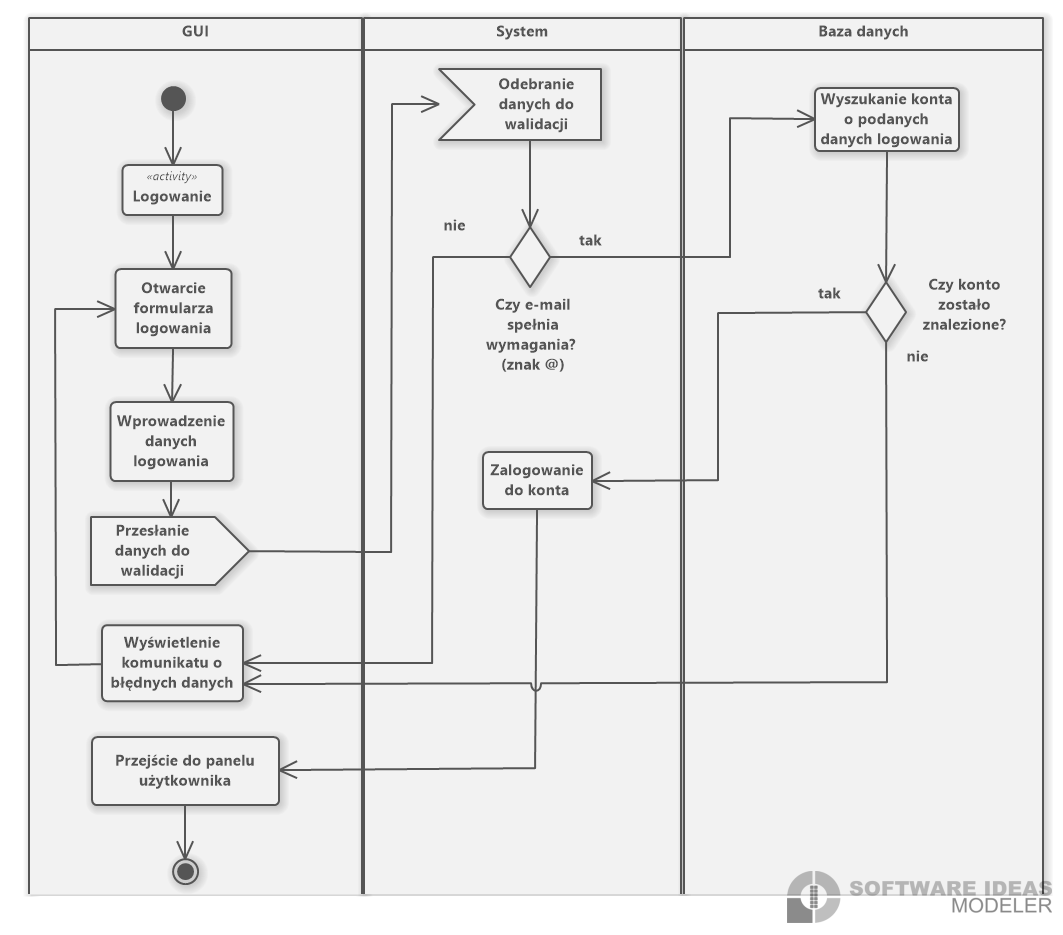 GUI
System
Baza danych
«activity»
Logowanie
Otwarcie
formularza
logowania
Wprowadzenie
danych
logowania
Przesłanie
danych do
walidacji
Wyświetlenie
komunikatu o
błędnych danych
Przejście do panelu
użytkownika
Odebranie
danych do
walidacji
nie
tak
Czy e-mail
spełnia
wymagania?
(znak @)
Zalogowanie
do konta
Wyszukanie konta
o podanych
danych logowania
tak
Czy konto
zostało
znalezione?
nie
SOFTWARE IDEAS
MODELER